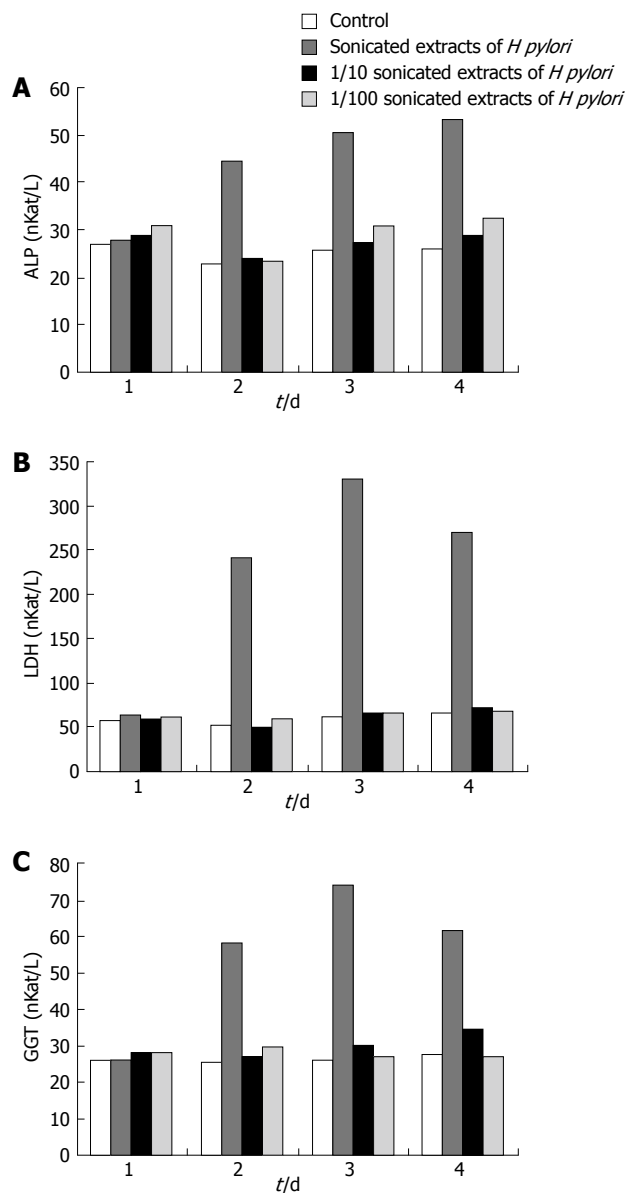 Control
Sonicated extracts of H pylori
1/10 sonicated extracts of H pylori
1/100 sonicated extracts of H pylori
A
60
50
40
30
20
10
0
ALP (nKat/L)
1 2 3 4
t/d
B
350
300
250
200
150
100
50
0
LDH (nKat/L)
1 2 3 4
t/d
C
80
70
60
50
40
30
20
10
0
GGT (nKat/L)
1 2 3 4
t/d